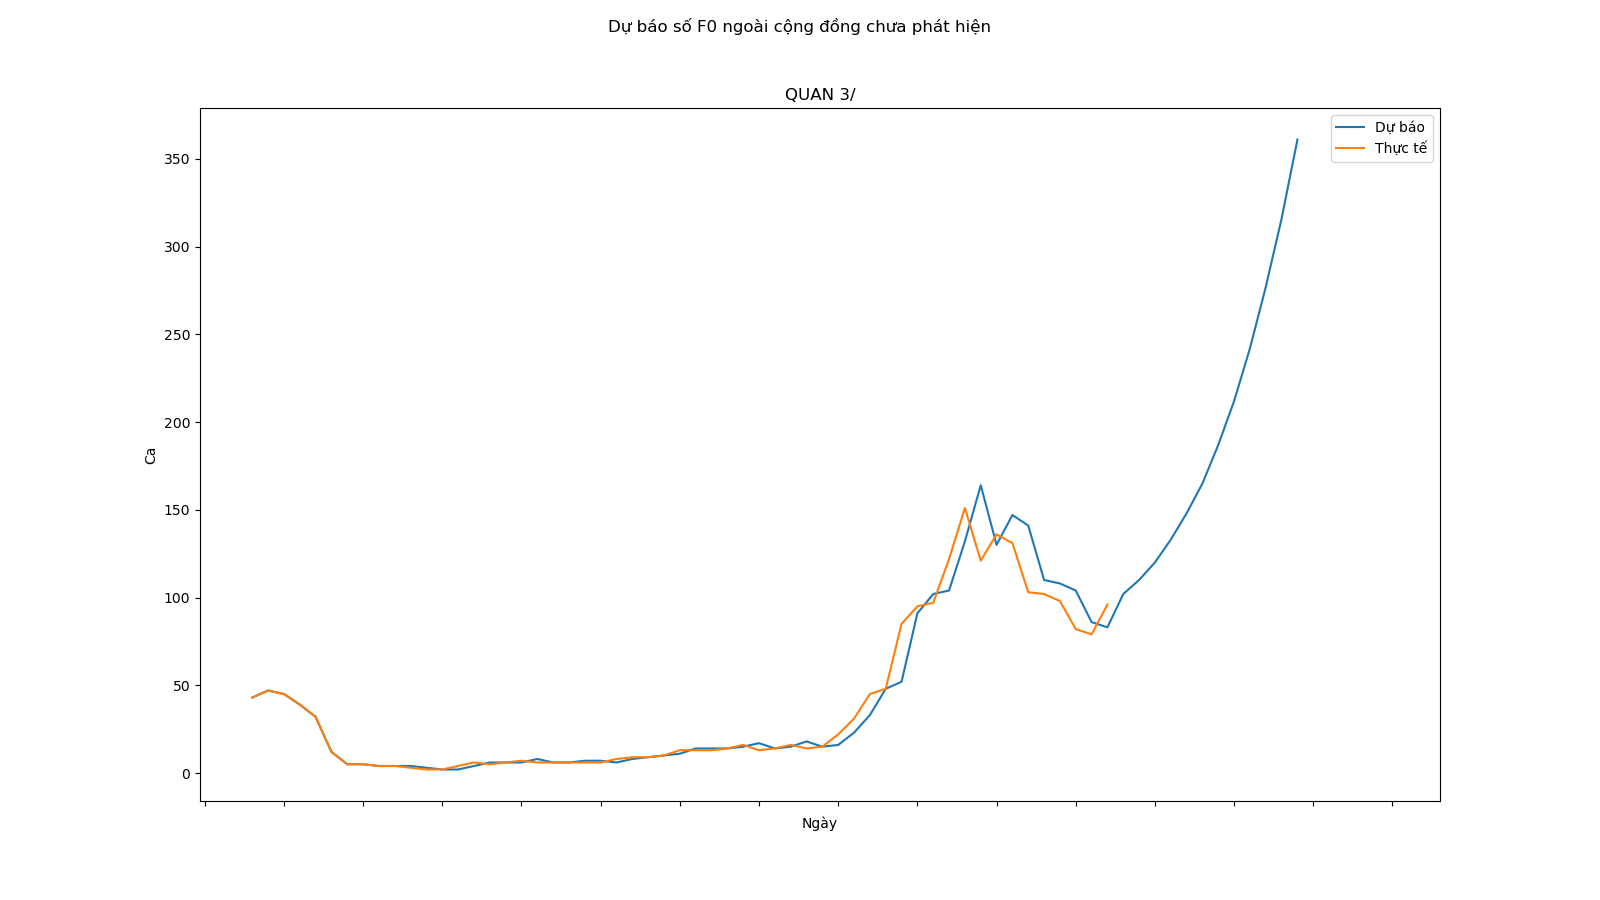 Dự báo số F0 ngoài cộng đồng chưa phát hiện
QUAN 3/
Dự báo
Thực tế
350
300
250
200
150
100
50
0
Ca
Ngày